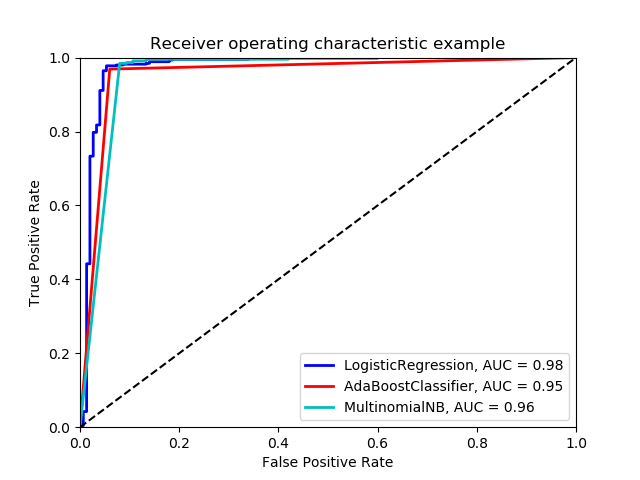 Receiver operating characteristic example
True Positive Rate
1.0
0.8
0.6
0.4
0.2
0.0
LogisticRegression, AUC = 0.98
AdaBoostClassifier, AUC = 0.95
MultinomialNB, AUC = 0.96
0.0 0.2 0.4 0.6 0.8 1.0
False Positive Rate